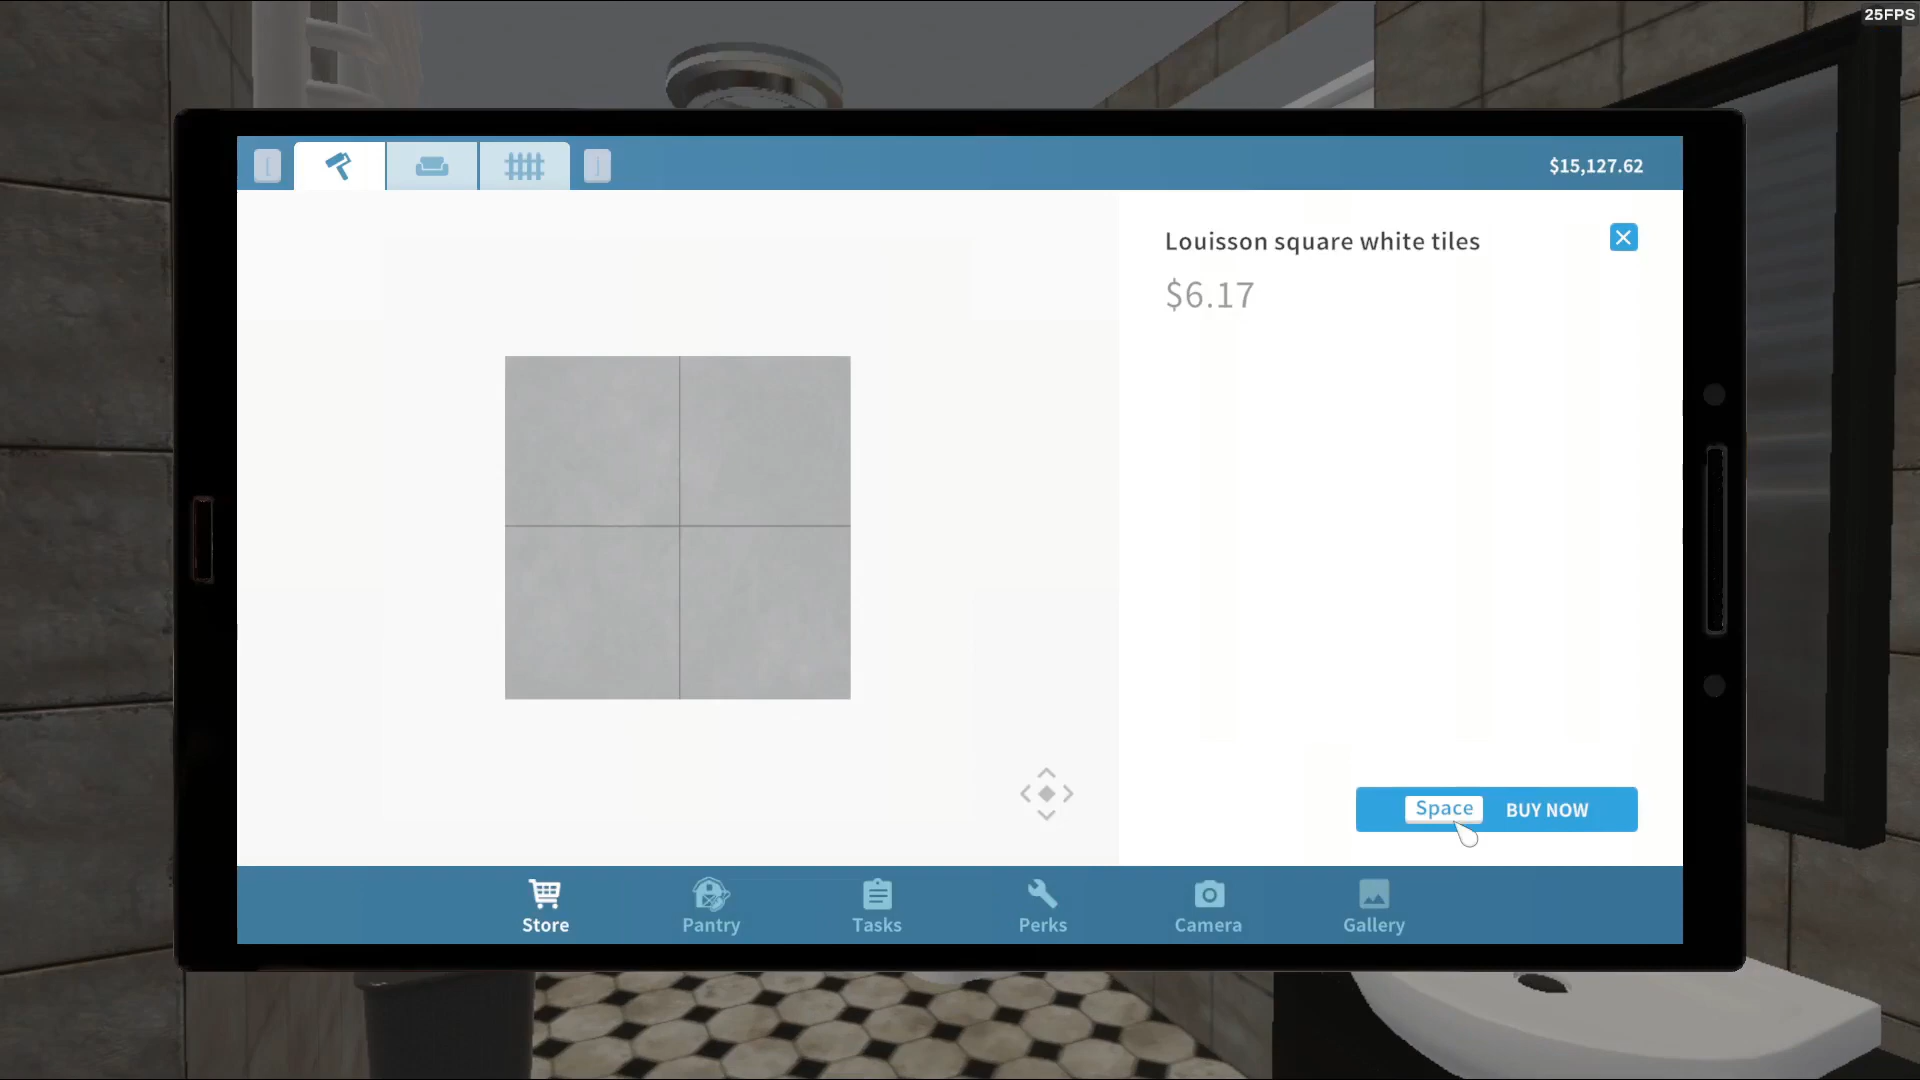 25FPS
[
]
$15,127.62
Louisson square white tiles
$6.17
Space BUY NOW
Store Pantry Tasks Perks Camera Gallery